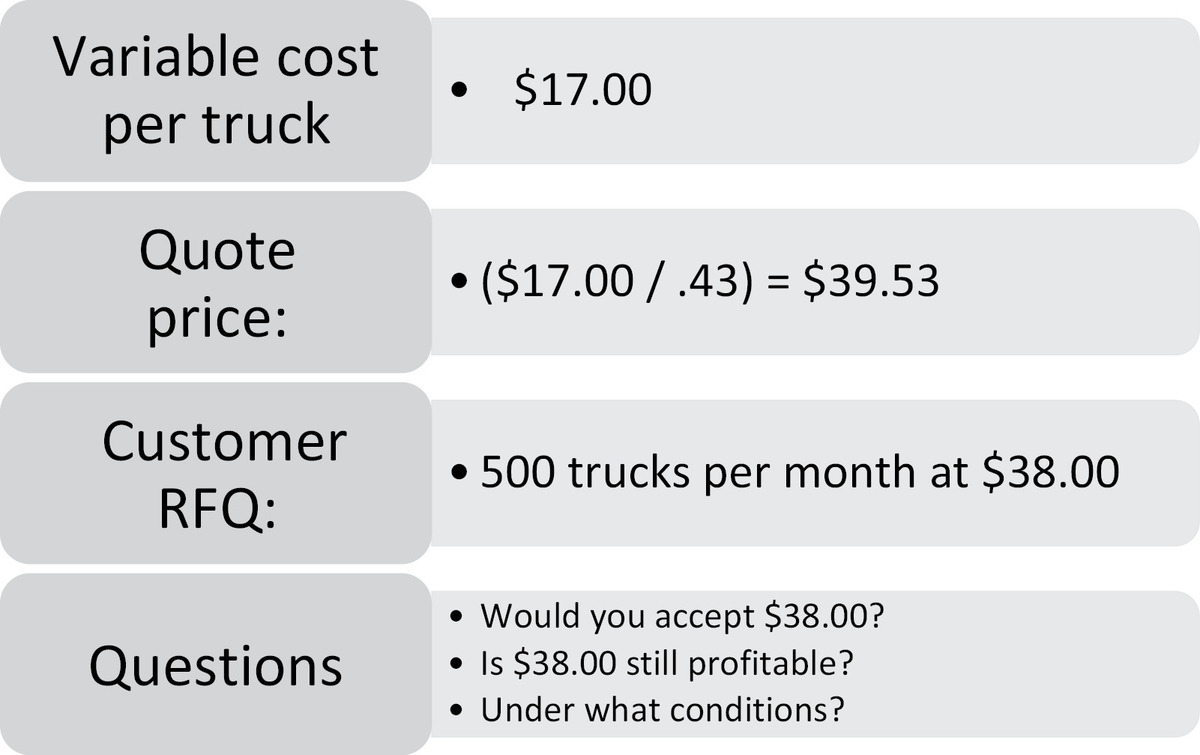 Variable cost
per truck
• $17.00
Quote
price:
• ($17.00 / .43) = $39.53
Customer
RFQ:
• 500 trucks per month at $38.00
Questions
• Would you accept $38.00?
• Is $38.00 still profitable?
• Under what conditions?